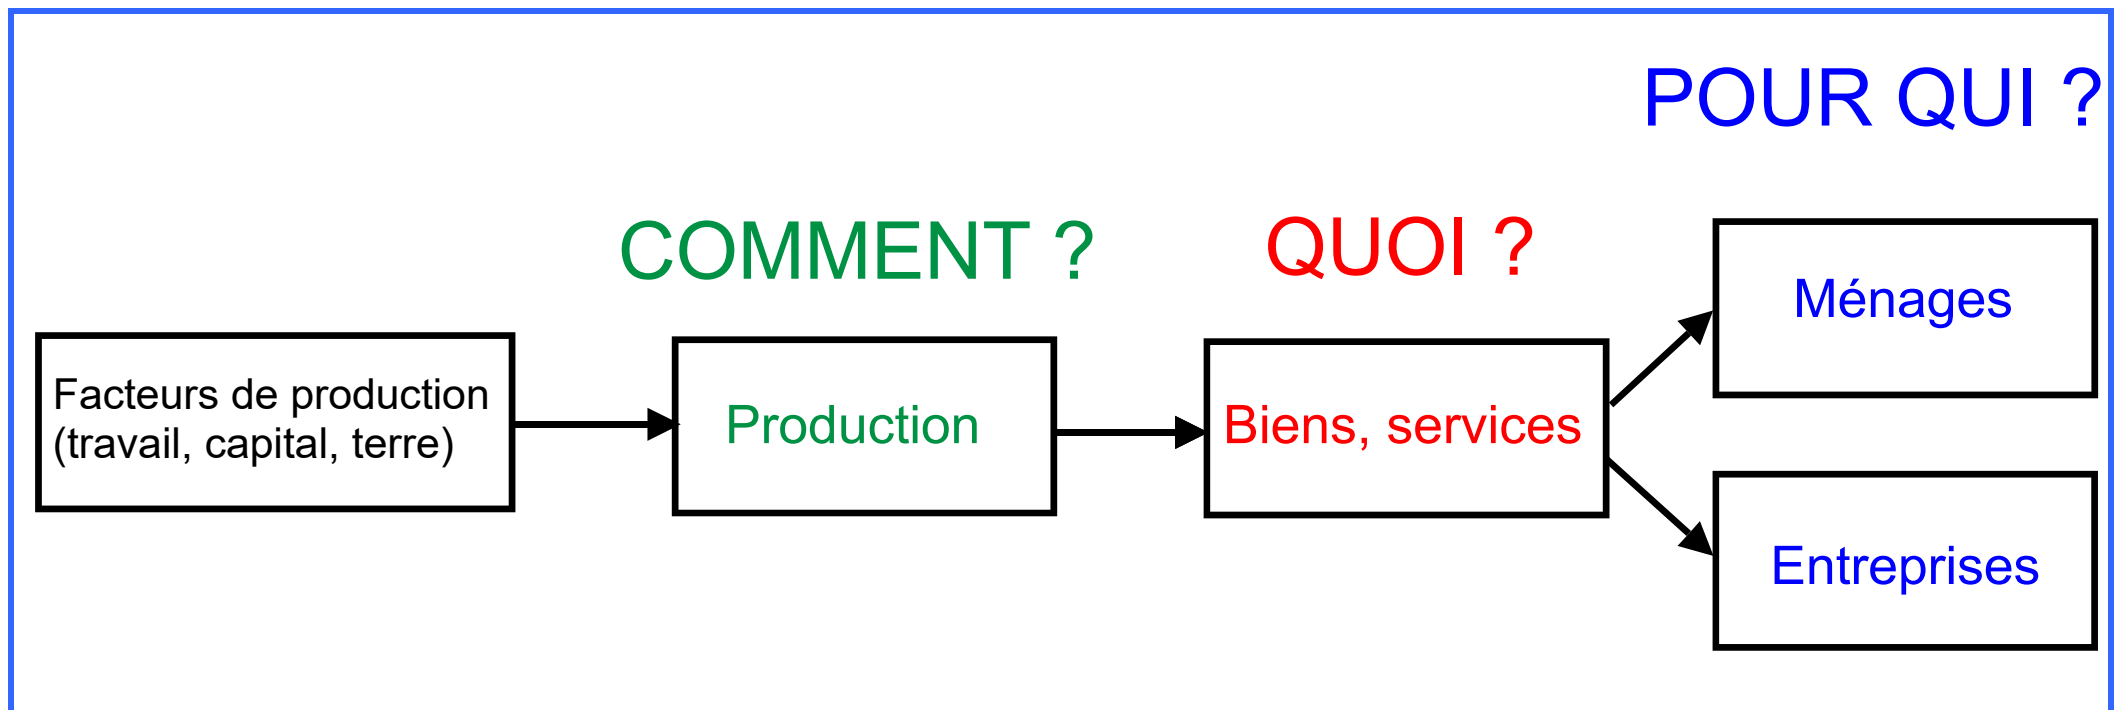 POUR QUI ?
COMMENT ?
QUOI ?
Ménages
Facteurs de production
(travail, capital, terre)
Production
Biens, services
Entreprises